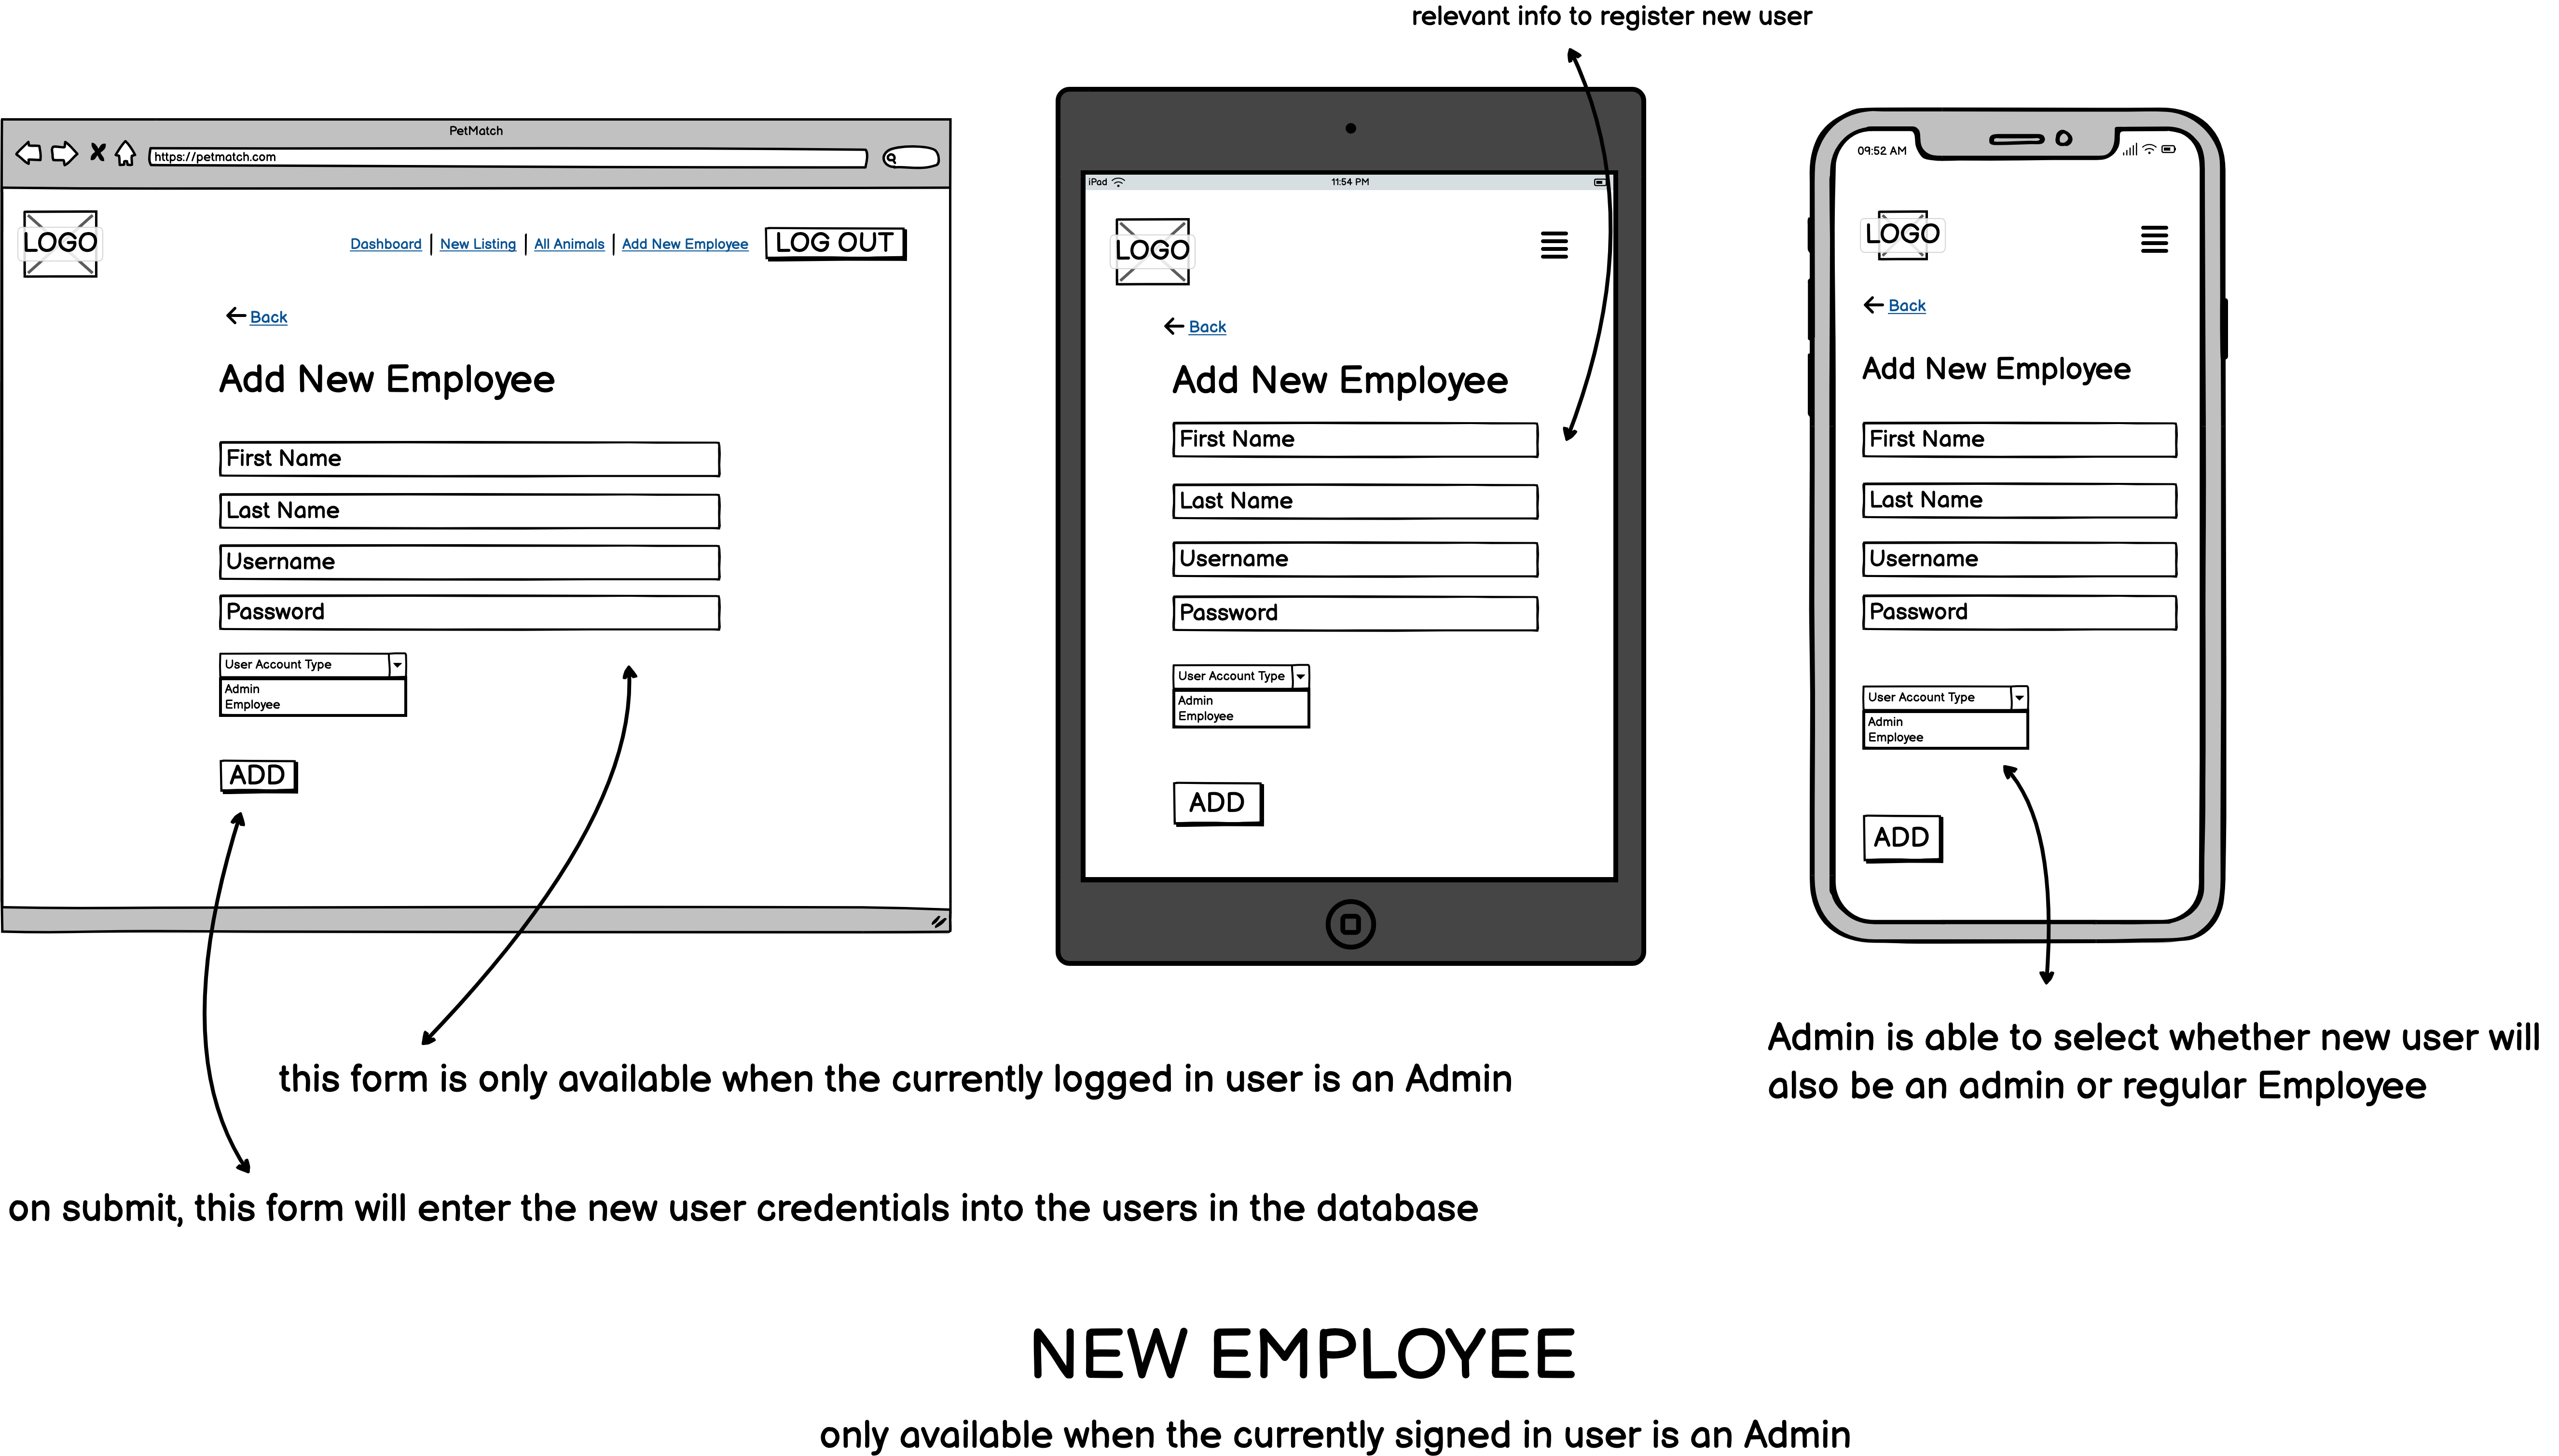 relevant info to register new user
PetMatch
https://petmatch.com
LOGO
Dashboard | New Listing | All Animals | Add New Employee
LOG OUT
Back
Add New Employee
First Name
Last Name
Username
Password
User Account Type
Admin
Employee
ADD
iPad
11:54 PM
LOGO
Back
Add New Employee
First Name
Last Name
Username
Password
User Account Type
Admin
Employee
ADD
09:52 AM
LOGO
Back
Add New Employee
First Name
Last Name
Username
Password
User Account Type
Admin
Employee
ADD
this form is only available when the currently logged in user is an Admin
Admin is able to select whether new user will
also be an admin or regular Employee
on submit, this form will enter the new user credentials into the users in the database
NEW EMPLOYEE
only available when the currently signed in user is an Admin